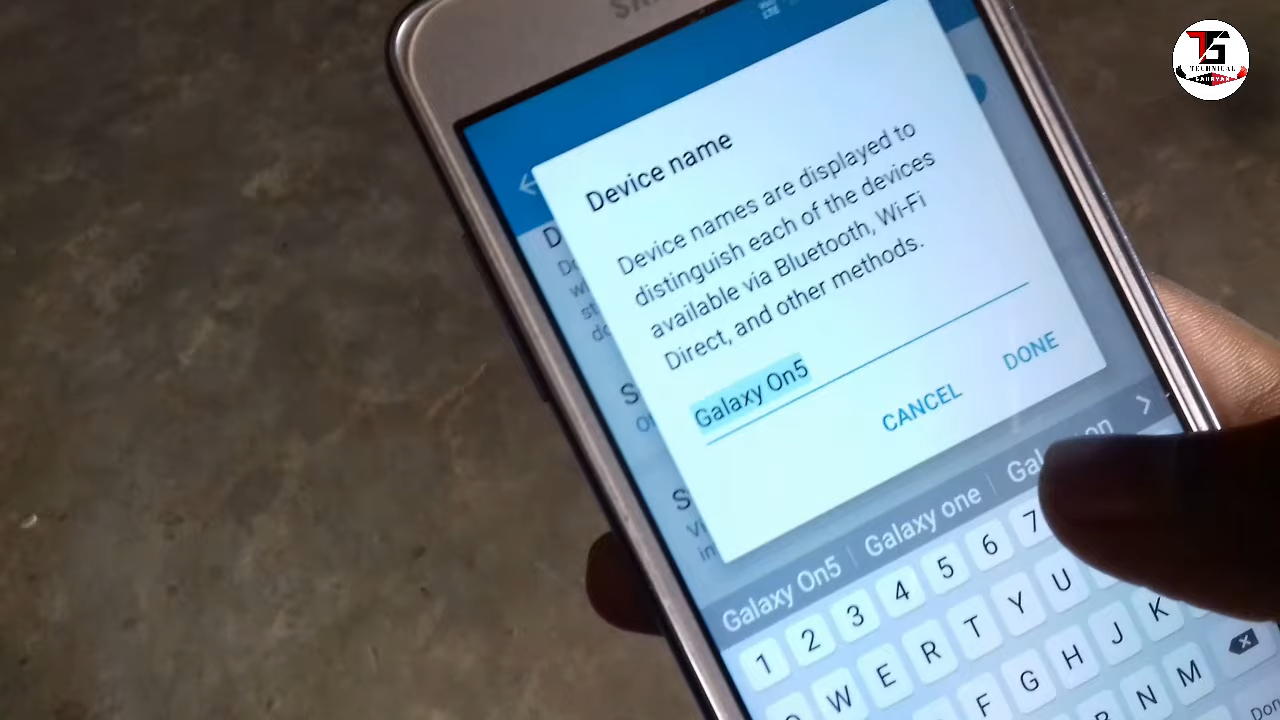 TECHNICAL
Device name
Device names are displayed to
distinguish each of the devices
available via Bluetooth, Wi-Fi
Direct, and other methods.
Galaxy On5
CANCEL
DONE
Galaxy On5
Galaxy one
1 2 3 4 5 6 7
W E R T Y U
F G H J K
N M